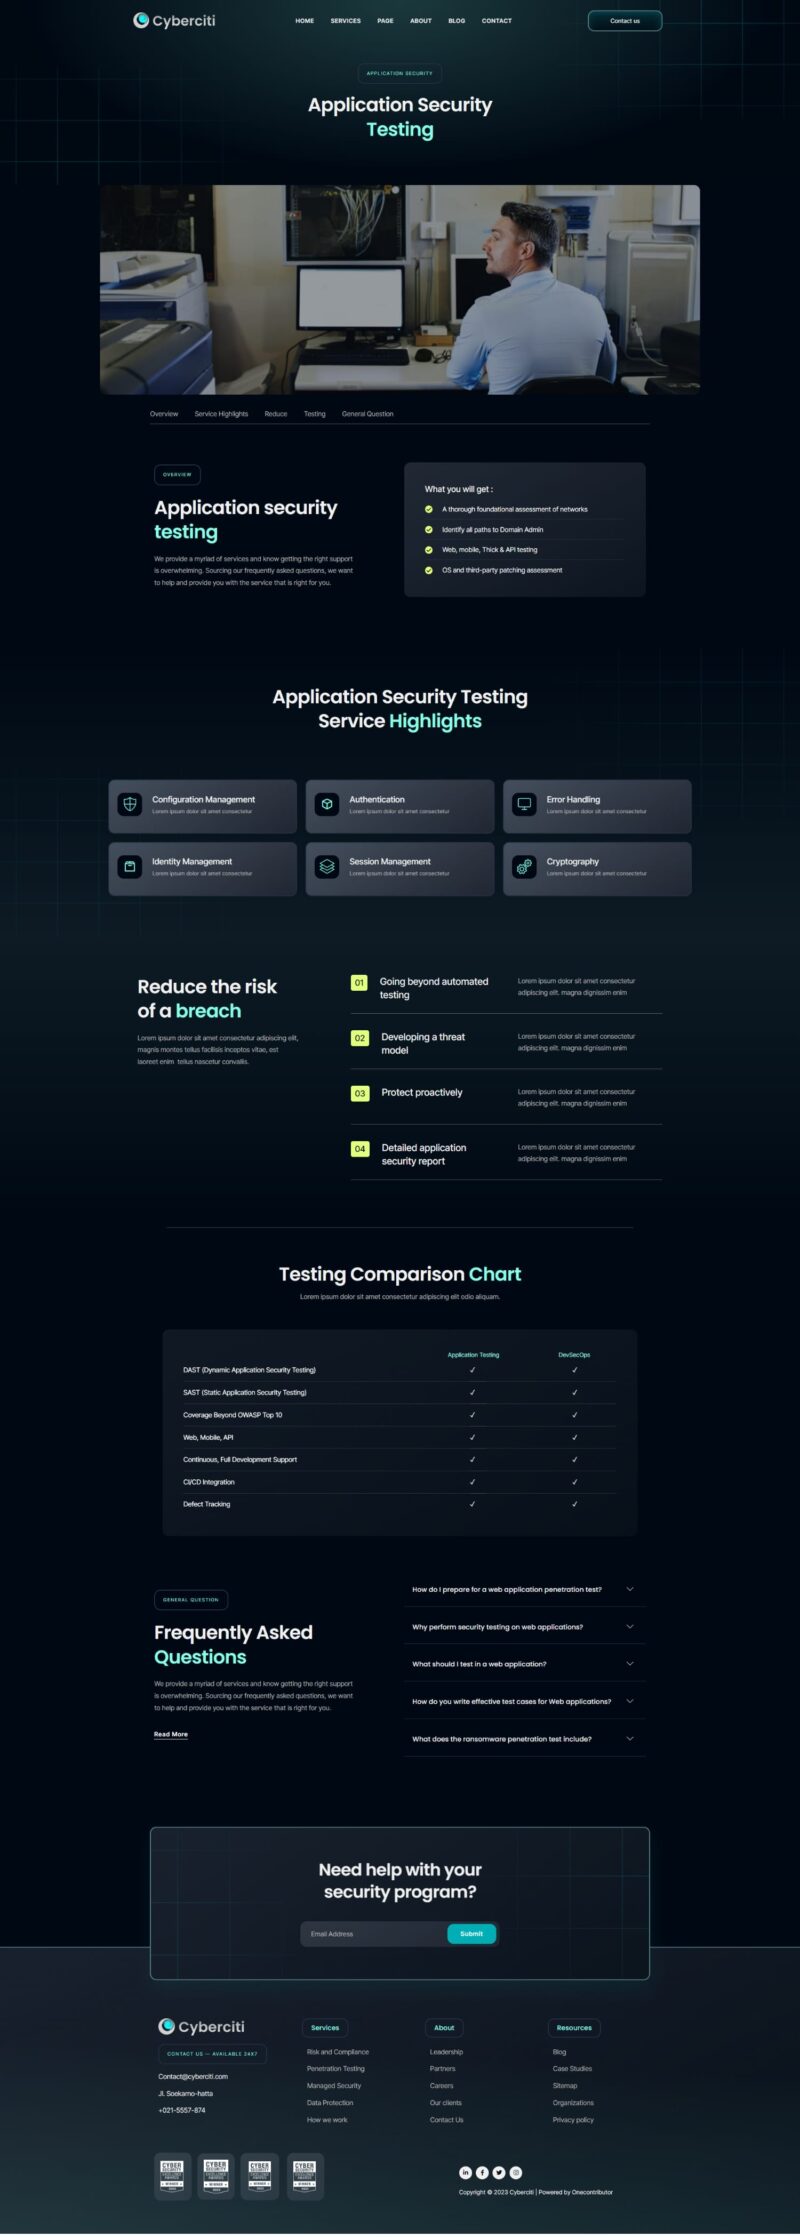 Cyberciti
HOME SERVICES PAGE ABOUT BLOG CONTACT
Contact us
APPLICATION SECURITY
Application Security
Testing
Overview Service Highlights Reduce Testing General Question
OVERVIEW
Application security
testing
We provide a myriad of services and know getting the right support
is overwhelming. Sourcing our frequently asked questions, we want
to help and provide you with the service that is right for you.
What you will get :
A thorough foundational assessment of networks
Identify all paths to Domain Admin
Web, mobile, Thick & API testing
OS and third-party patching assessment
Application Security Testing
Service Highlights
Configuration Management
Lorem ipsum dolor sit amet consectetur
Authentication
Lorem ipsum dolor sit amet consectetur
Error Handling
Lorem ipsum dolor sit amet consectetur
Identity Management
Lorem ipsum dolor sit amet consectetur
Session Management
Lorem ipsum dolor sit amet consectetur
Cryptography
Lorem ipsum dolor sit amet consectetur
Reduce the risk
of a breach
Lorem ipsum dolor sit amet consectetur adipiscing elit,
magnis montes tellus facilisis inceptos vitae, est
laoreet enim tellus nascetur convallis.
01
Going beyond automated
testing
Lorem ipsum dolor sit amet consectetur
adipiscing elit. magna dignissim enim
02
Developing a threat
model
Lorem ipsum dolor sit amet consectetur
adipiscing elit. magna dignissim enim
03
Protect proactively
Lorem ipsum dolor sit amet consectetur
adipiscing elit. magna dignissim enim
04
Detailed application
security report
Lorem ipsum dolor sit amet consectetur
adipiscing elit. magna dignissim enim
Testing Comparison Chart
Lorem ipsum dolor sit amet consectetur adipiscing elit odio aliquam.
Application Testing DevSecOps
DAST (Dynamic Application Security Testing) ✓ ✓
SAST (Static Application Security Testing) ✓ ✓
Coverage Beyond OWASP Top 10 ✓ ✓
Web, Mobile, API ✓ ✓
Continuous, Full Development Support ✓ ✓
CI/CD Integration ✓ ✓
Defect Tracking ✓ ✓
GENERAL QUESTION
Frequently Asked
Questions
We provide a myriad of services and know getting the right support
is overwhelming. Sourcing our frequently asked questions, we want
to help and provide you with the service that is right for you.
Read More
How do I prepare for a web application penetration test?
Why perform security testing on web applications?
What should I test in a web application?
How do you write effective test cases for Web applications?
What does the ransomware penetration test include?
Need help with your
security program?
Email Address
Submit
Cyberciti
CONTACT US — AVAILABLE 24X7
Contact@cyberciti.com
Jl. Soekarno-hatta
+021-5557-874
Services
Risk and Compliance
Penetration Testing
Managed Security
Data Protection
How we work
About
Leadership
Partners
Careers
Our clients
Contact Us
Resources
Blog
Case Studies
Sitemap
Organizations
Privacy policy
CYBER
SECURITY
EXCELLENCE
AWARDS
WINNER
CYBER
SECURITY
EXCELLENCE
AWARDS
WINNER
CYBER
SECURITY
EXCELLENCE
AWARDS
WINNER
CYBER
SECURITY
EXCELLENCE
AWARDS
WINNER
Copyright © 2023 Cyberciti | Powered by Onecontributor